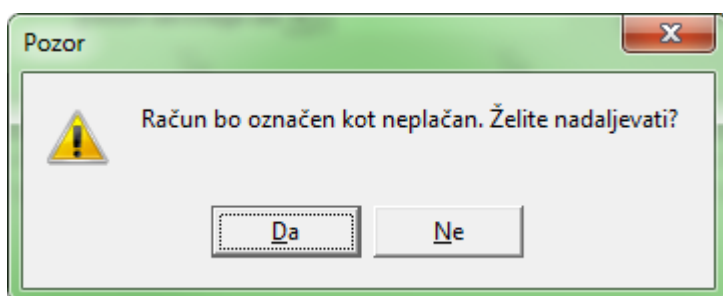 Pozor
Račun bo označen kot neplačan. Želite nadaljevati?
Da
Ne